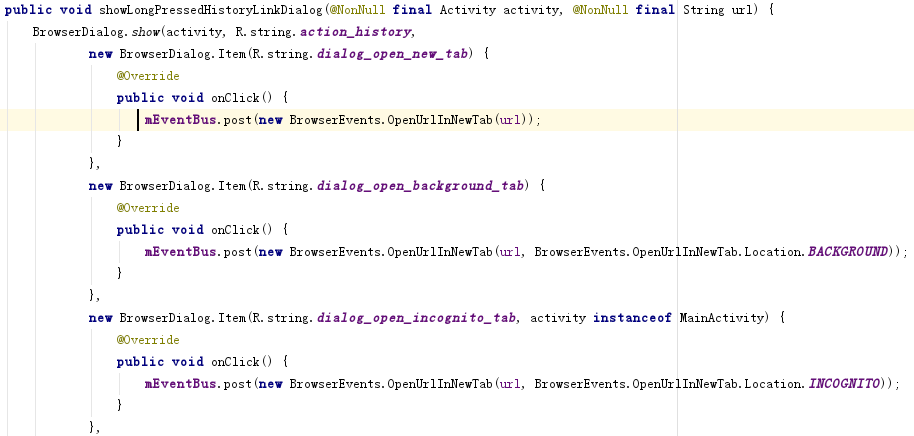 public void showLongPressedHistoryLinkDialog(@NonNull final Activity activity, @NonNull final String url) {
    BrowserDialog.show(activity, R.string.action_history,
            new BrowserDialog.Item(R.string.dialog_open_new_tab) {
                @Override
                public void onClick() {
                    mEventBus.post(new BrowserEvents.OpenUrlInNewTab(url));
                }
            },
            new BrowserDialog.Item(R.string.dialog_open_background_tab) {
                @Override
                public void onClick() {
                    mEventBus.post(new BrowserEvents.OpenUrlInNewTab(url, BrowserEvents.OpenUrlInNewTab.Location.BACKGROUND));
                }
            },
            new BrowserDialog.Item(R.string.dialog_open_incognito_tab, activity instanceof MainActivity) {
                @Override
                public void onClick() {
                    mEventBus.post(new BrowserEvents.OpenUrlInNewTab(url, BrowserEvents.OpenUrlInNewTab.Location.INCOGNITO));
                }
            },